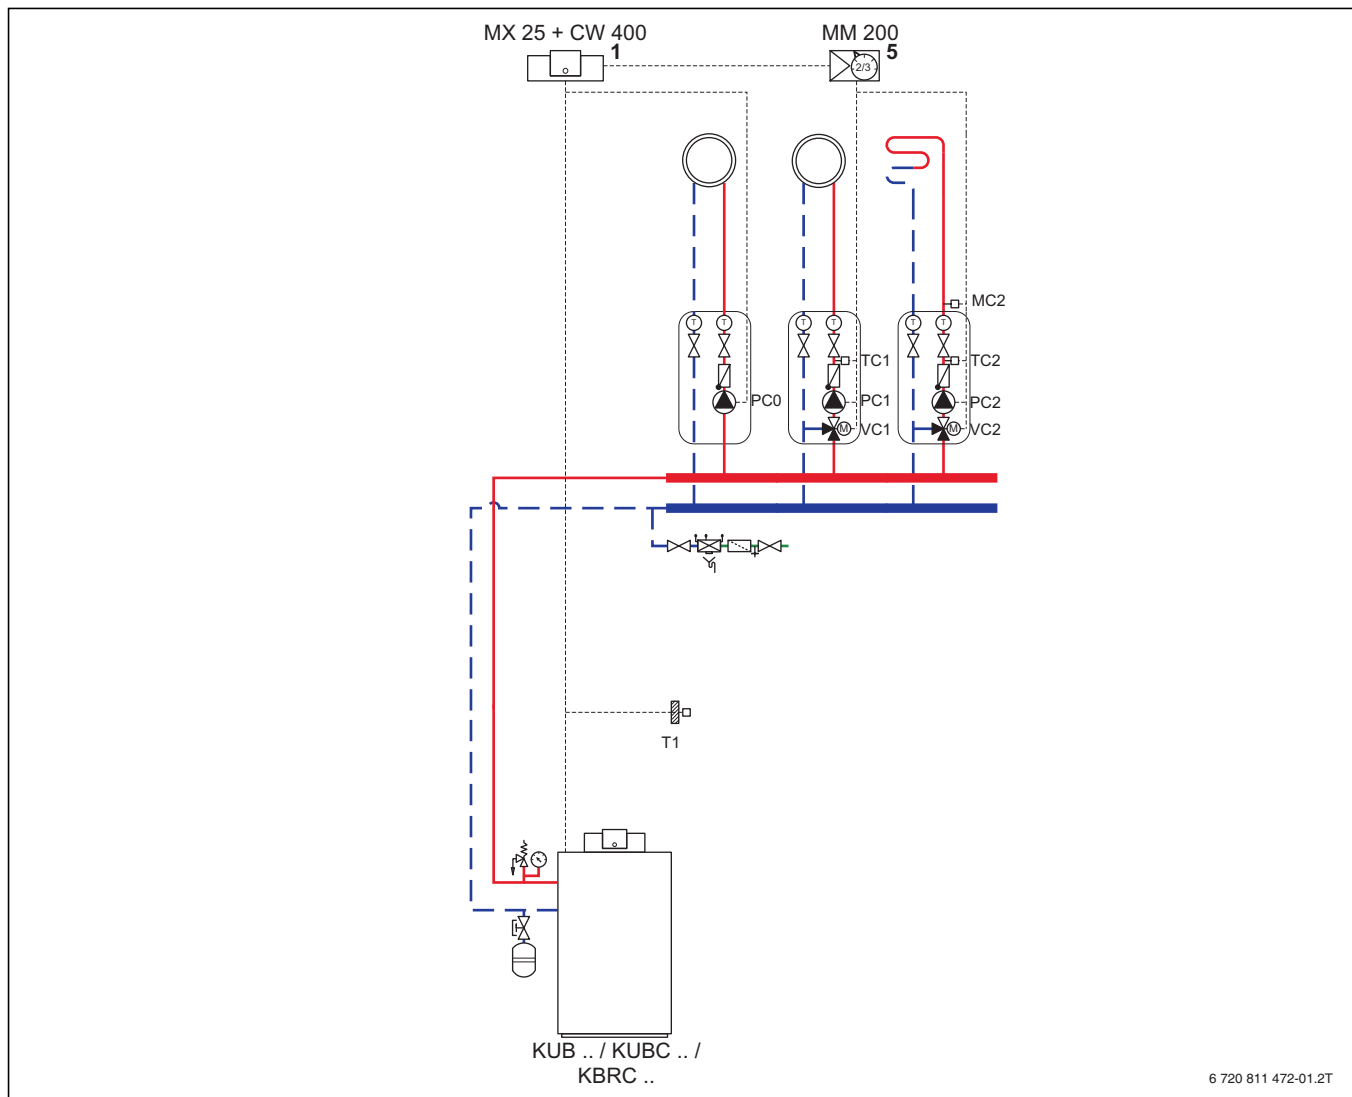 MX 25 + CW 400
1
MM 200
5
2/3
MC2
T T T T T T
TC1
TC2
PC0
PC1
PC2
M
VC1
M
VC2
T1
KUB .. / KUBC .. /
KBRC ..
6 720 811 472-01.2T